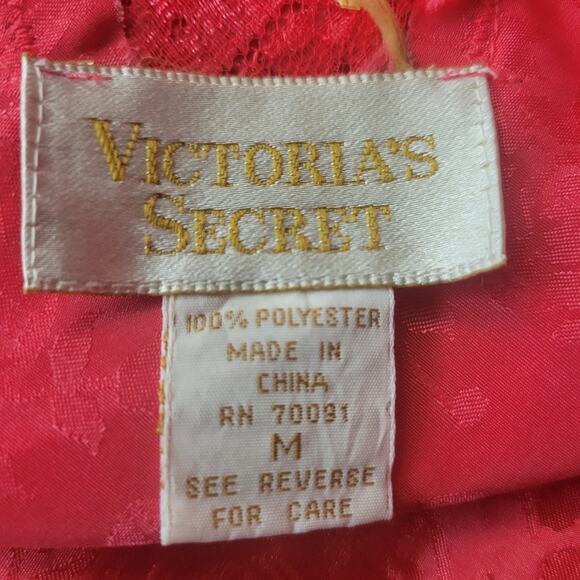 VICTORIA'S
SECRET
100% POLYESTER
MADE IN
CHINA
RN 70091
M
SEE REVERSE
FOR CARE